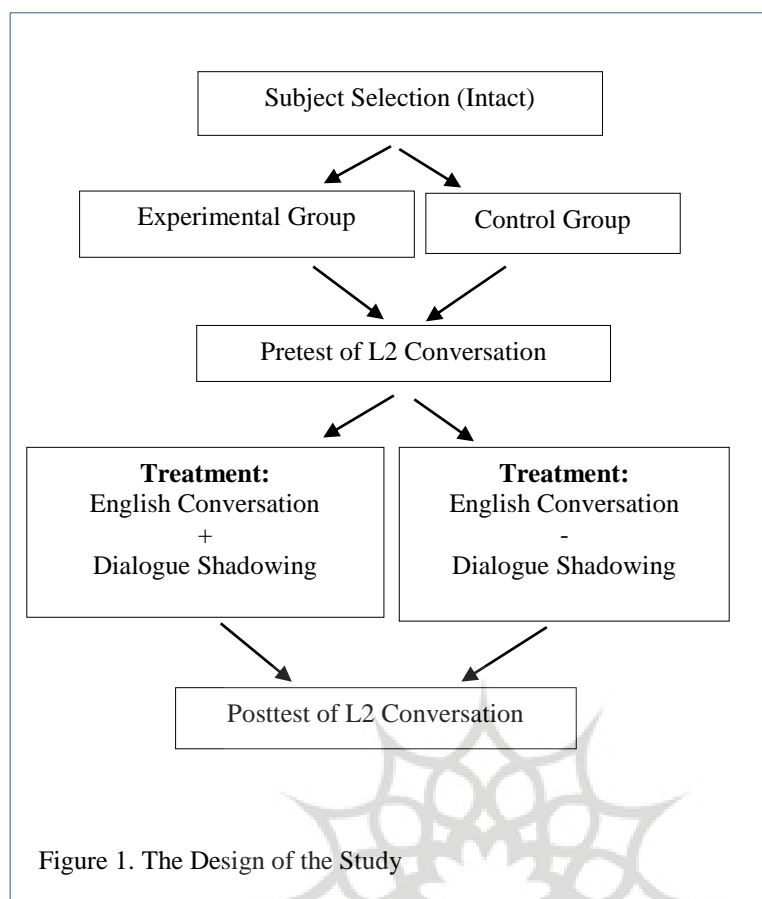 Subject Selection (Intact)
Experimental Group
Control Group
Pretest of L2 Conversation
Treatment:
English Conversation
+
Dialogue Shadowing
Treatment:
English Conversation
-
Dialogue Shadowing
Posttest of L2 Conversation
Figure 1. The Design of the Study